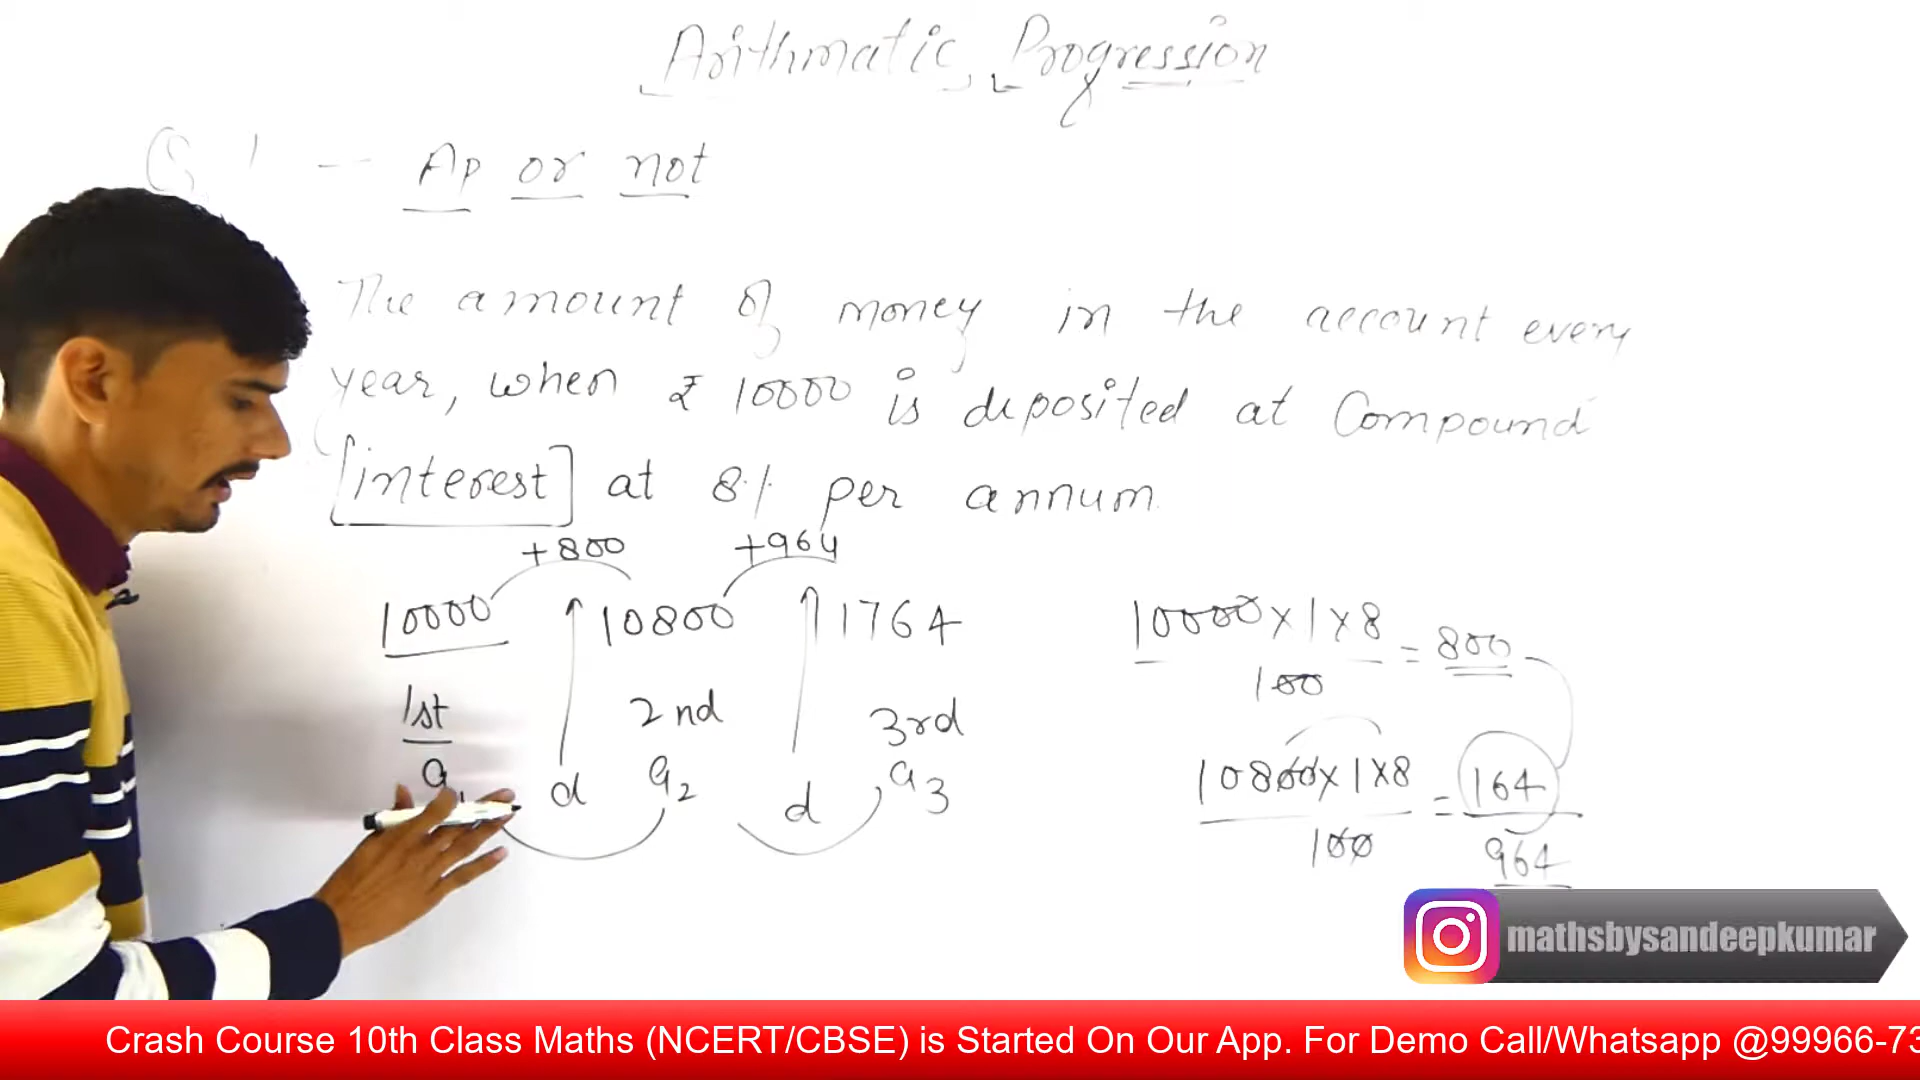 Arithmatic Progression
Q. 1 - Ap or not
The amount of money in the account every
year, when ₹ 10000 is deposited at Compound
[interest] at 8% per annum.
+800 +964
10000 10800 11764
1st 2nd 3rd
d a2 d a3
10000 x 1 x 8 = 800
100
10800 x 1 x 8 = 164
100 964
mathsbysandeepkumar
Crash Course 10th Class Maths (NCERT/CBSE) is Started On Our App. For Demo Call/Whatsapp @99966-73